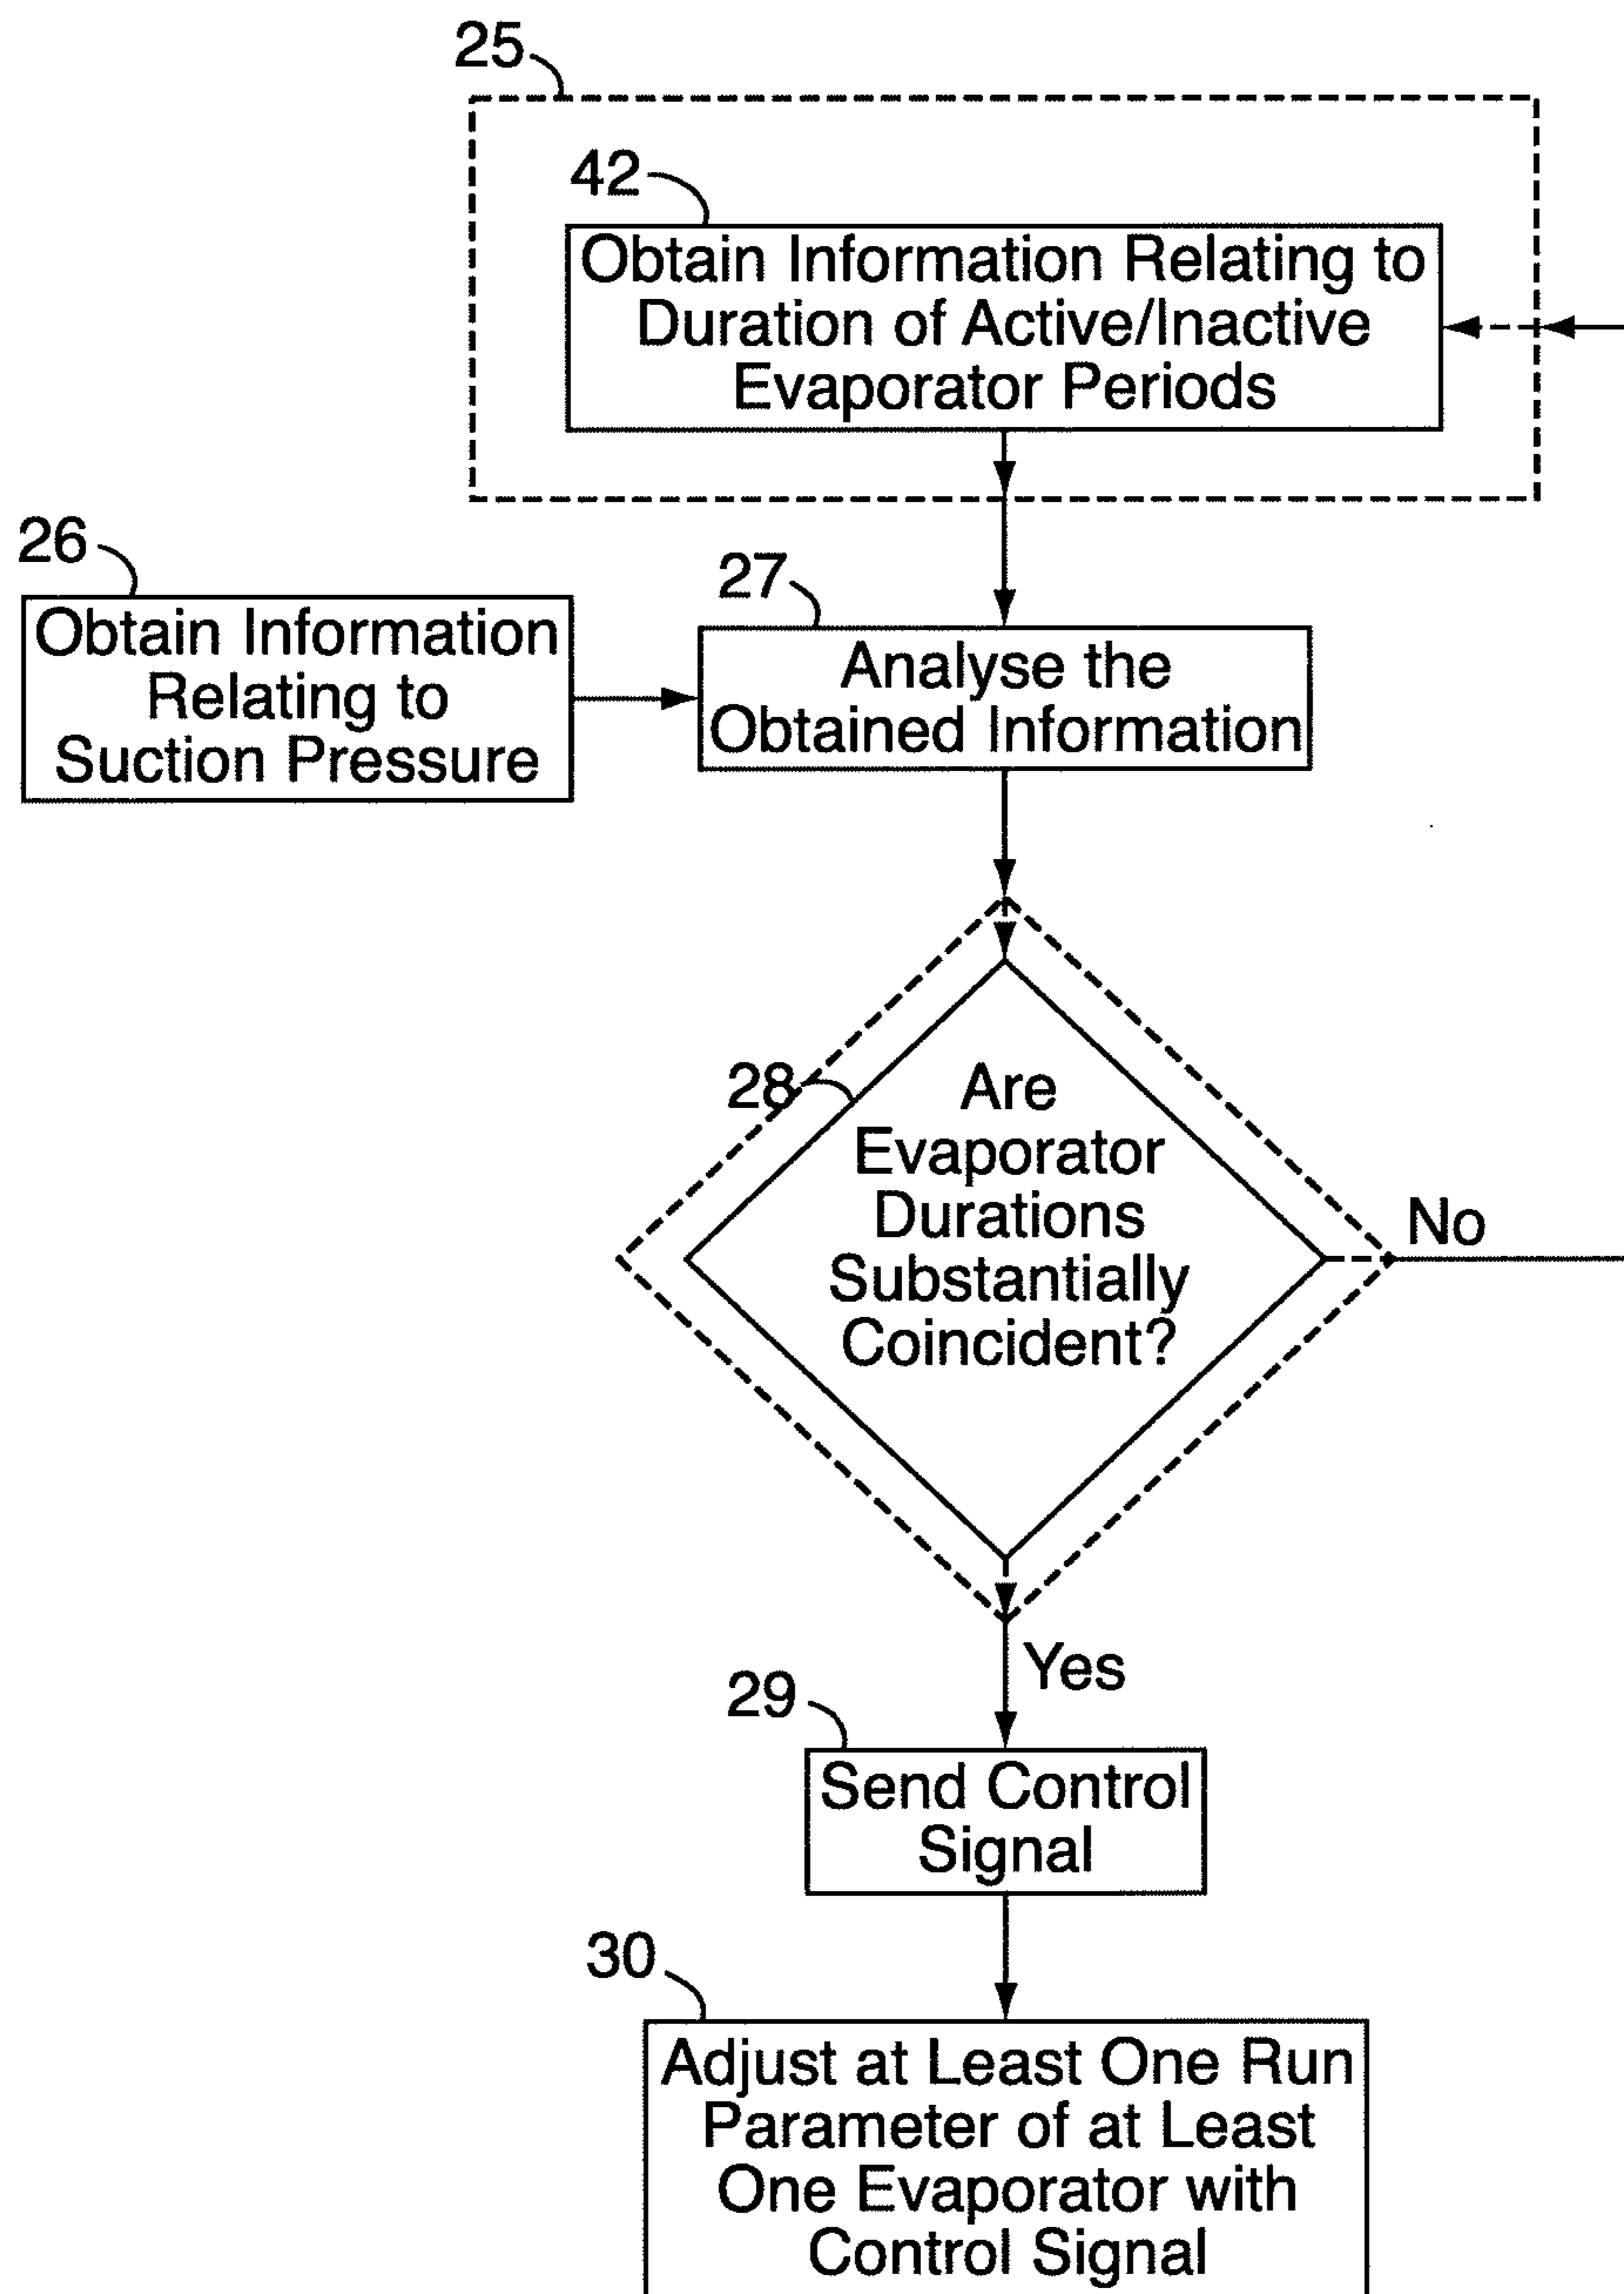 25
42
Obtain Information Relating to
Duration of Active/Inactive
Evaporator Periods
26
Obtain Information
Relating to
Suction Pressure
27
Analyse the
Obtained Information
28
Are
Evaporator
Durations
Substantially
Coincident?
No
Yes
29
Send Control
Signal
30
Adjust at Least One Run
Parameter of at Least
One Evaporator with
Control Signal